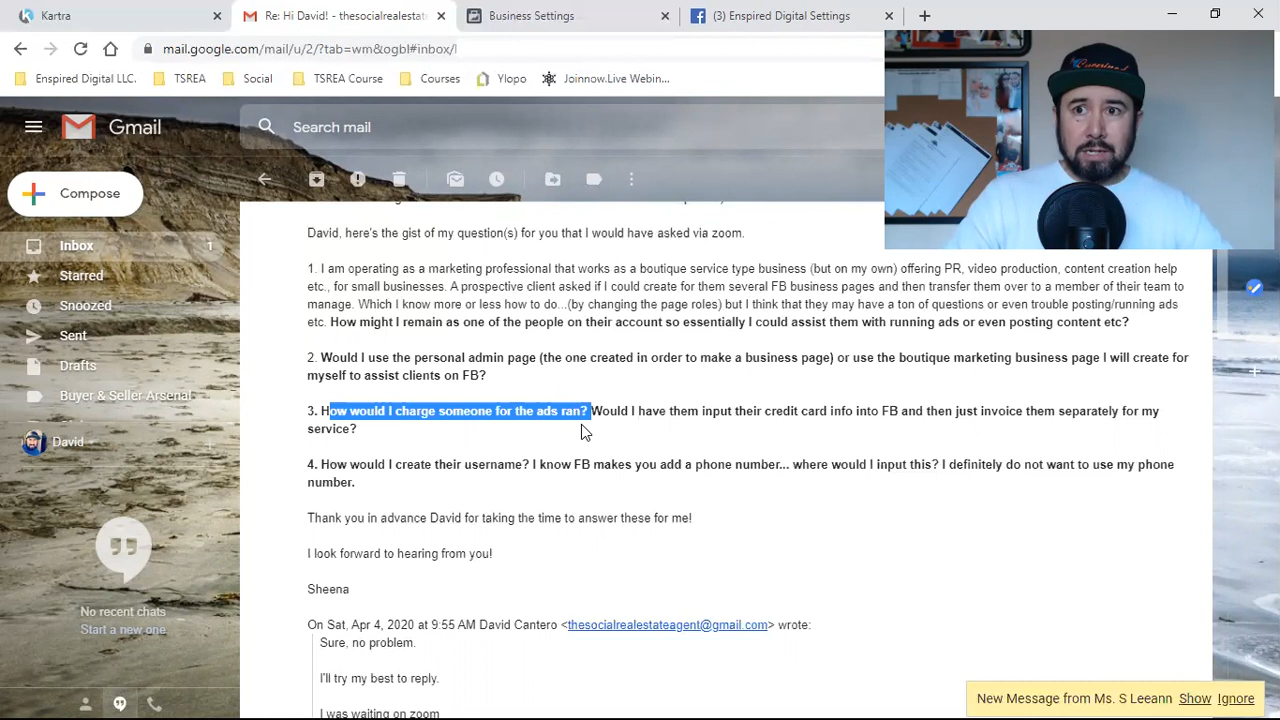 Kartra
Re: Hi David! - thesocialrealestate
Business Settings
(3) Enspired Digital Settings
mail.google.com/mail/u/2/?tab=wm&ogbl#inbox/
Enspired Digital LLC.
TSREA
Social
TSREA Course
Courses
Ylopo
Joinnow.Live Webin...
Gmail
Search mail
Compose
Inbox
1
Starred
Snoozed
Sent
Drafts
Buyer & Seller Arsenal
David
No recent chats
Start a new one
David, here's the gist of my question(s) for you that I would have asked via zoom.
1. I am operating as a marketing professional that works as a boutique service type business (but on my own) offering PR, video production, content creation help
etc., for small businesses. A prospective client asked if I could create for them several FB business pages and then transfer them over to a member of their team to
manage. Which I know more or less how to do...(by changing the page roles) but I think that they may have a ton of questions or even trouble posting/running ads
etc. How might I remain as one of the people on their account so essentially I could assist them with running ads or even posting content etc?
2. Would I use the personal admin page (the one created in order to make a business page) or use the boutique marketing business page I will create for
myself to assist clients on FB?
3. How would I charge someone for the ads ran? Would I have them input their credit card info into FB and then just invoice them separately for my
service?
4. How would I create their username? I know FB makes you add a phone number... where would I input this? I definitely do not want to use my phone
number.
Thank you in advance David for taking the time to answer these for me!
I look forward to hearing from you!
Sheena
On Sat, Apr 4, 2020 at 9:55 AM David Cantero <thesocialrealestateagent@gmail.com> wrote:
Sure, no problem.
I'll try my best to reply.
I was waiting on zoom
New Message from Ms. S Leeann Show Ignore